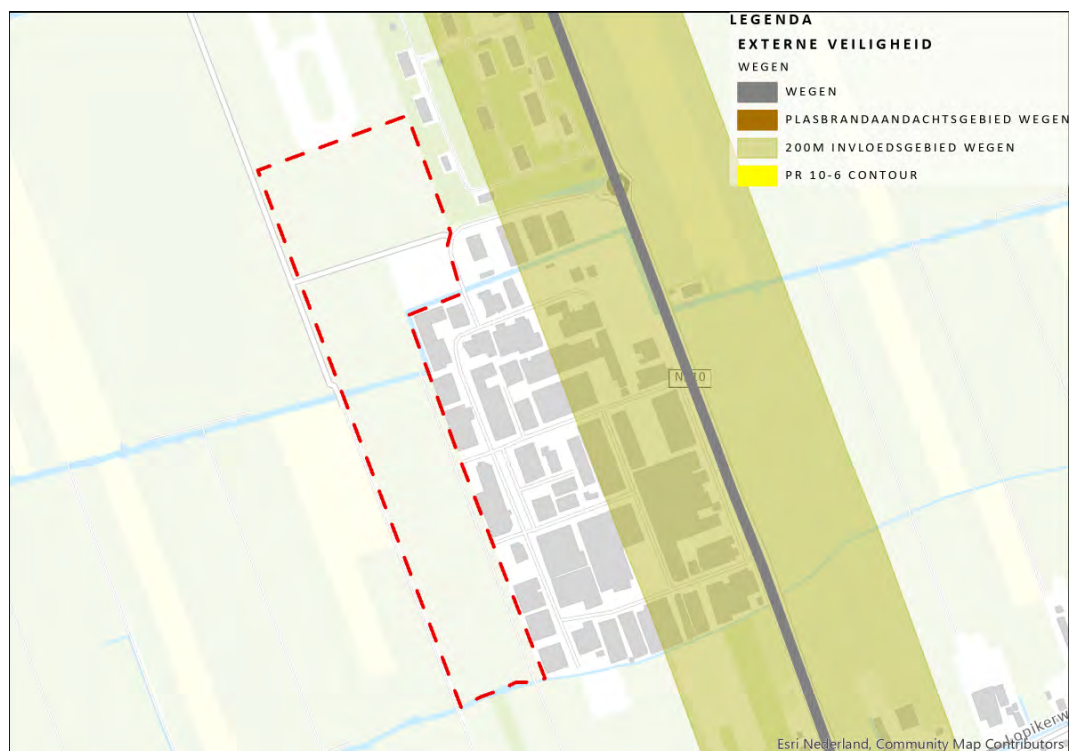 LEGENDA
EXTERNE VEILIGHEID
WEGEN
WEGEN
PLASBRANDAANDACHTSGEBIED WEGEN
200M INVLOEDSGEBIED WEGEN
PR 10-6 CONTOUR
Esri Nederland, Community Map Contributors